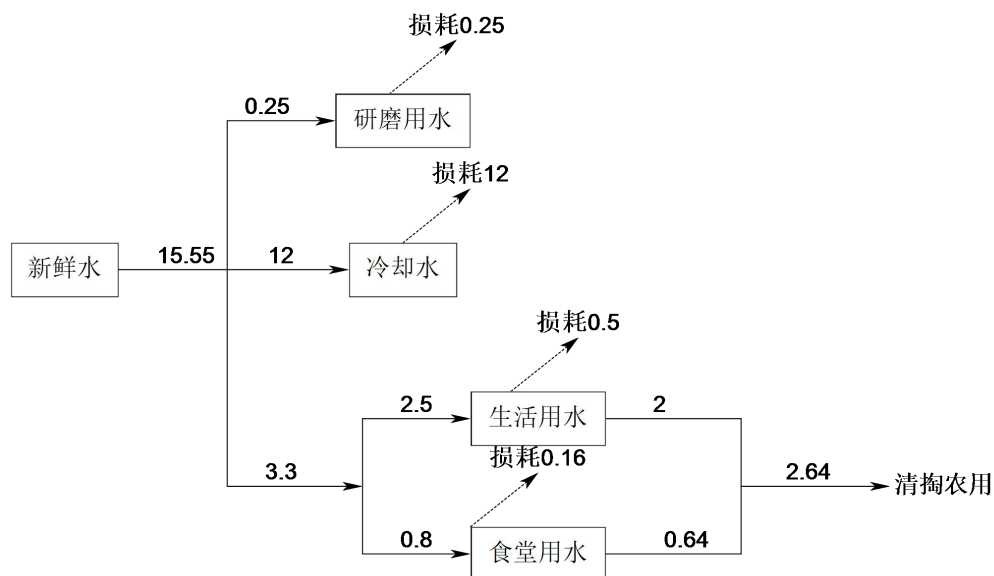 损耗0.25
0.25
研磨用水
损耗12
新鲜水
15.55
12
冷却水
损耗0.5
2.5
生活用水
2
损耗0.16
3.3
2.64
清掏农用
0.8
食堂用水
0.64